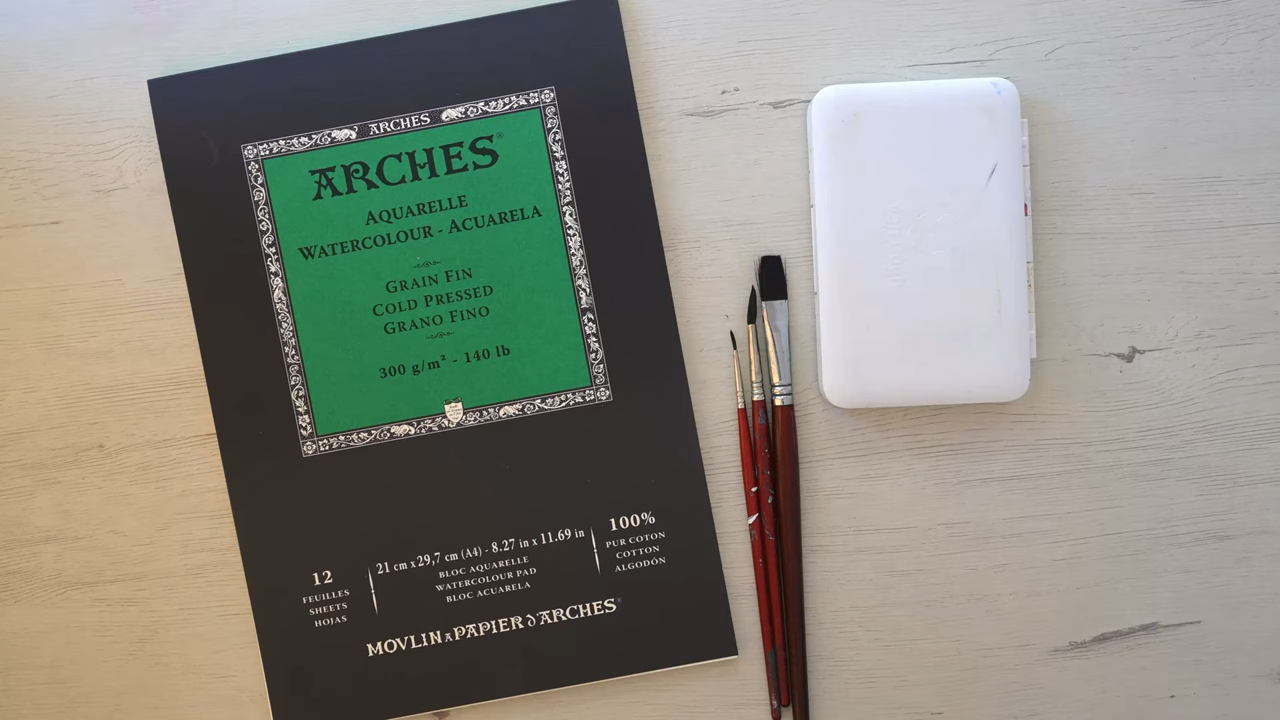 ARCHES
ARCHES®
AQUARELLE
WATERCOLOUR - ACUARELA
GRAIN FIN
COLD PRESSED
GRANO FINO
300 g/m² - 140 lb
12
FEUILLES
SHEETS
HOJAS
21 cm x 29,7 cm (A4) - 8.27 in x 11.69 in
BLOC AQUARELLE
WATERCOLOUR PAD
BLOC ACUARELA
100%
PUR COTON
COTTON
ALGODÓN
MOVLIN A PAPIER D'ARCHES®